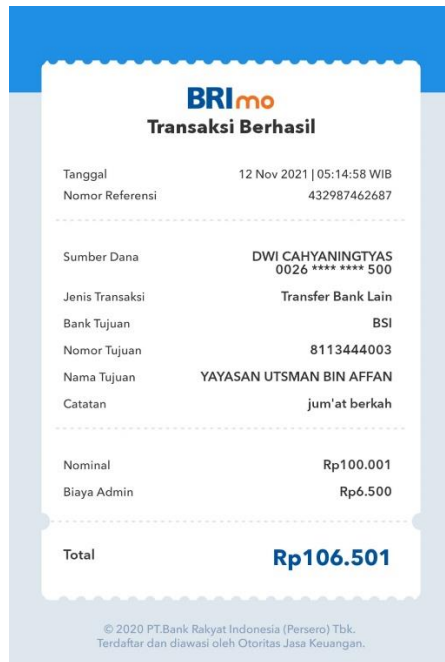 BRImo
Transaksi Berhasil
Tanggal 12 Nov 2021 | 05:14:58 WIB
Nomor Referensi 432987462687
Sumber Dana DWI CAHYANINGTYAS
0026 **** **** 500
Jenis Transaksi Transfer Bank Lain
Bank Tujuan BSI
Nomor Tujuan 8113444003
Nama Tujuan YAYASAN UTSMAN BIN AFFAN
Catatan jum'at berkah
Nominal Rp100.001
Biaya Admin Rp6.500
Total Rp106.501
© 2020 PT.Bank Rakyat Indonesia (Persero) Tbk.
Terdaftar dan diawasi oleh Otoritas Jasa Keuangan.